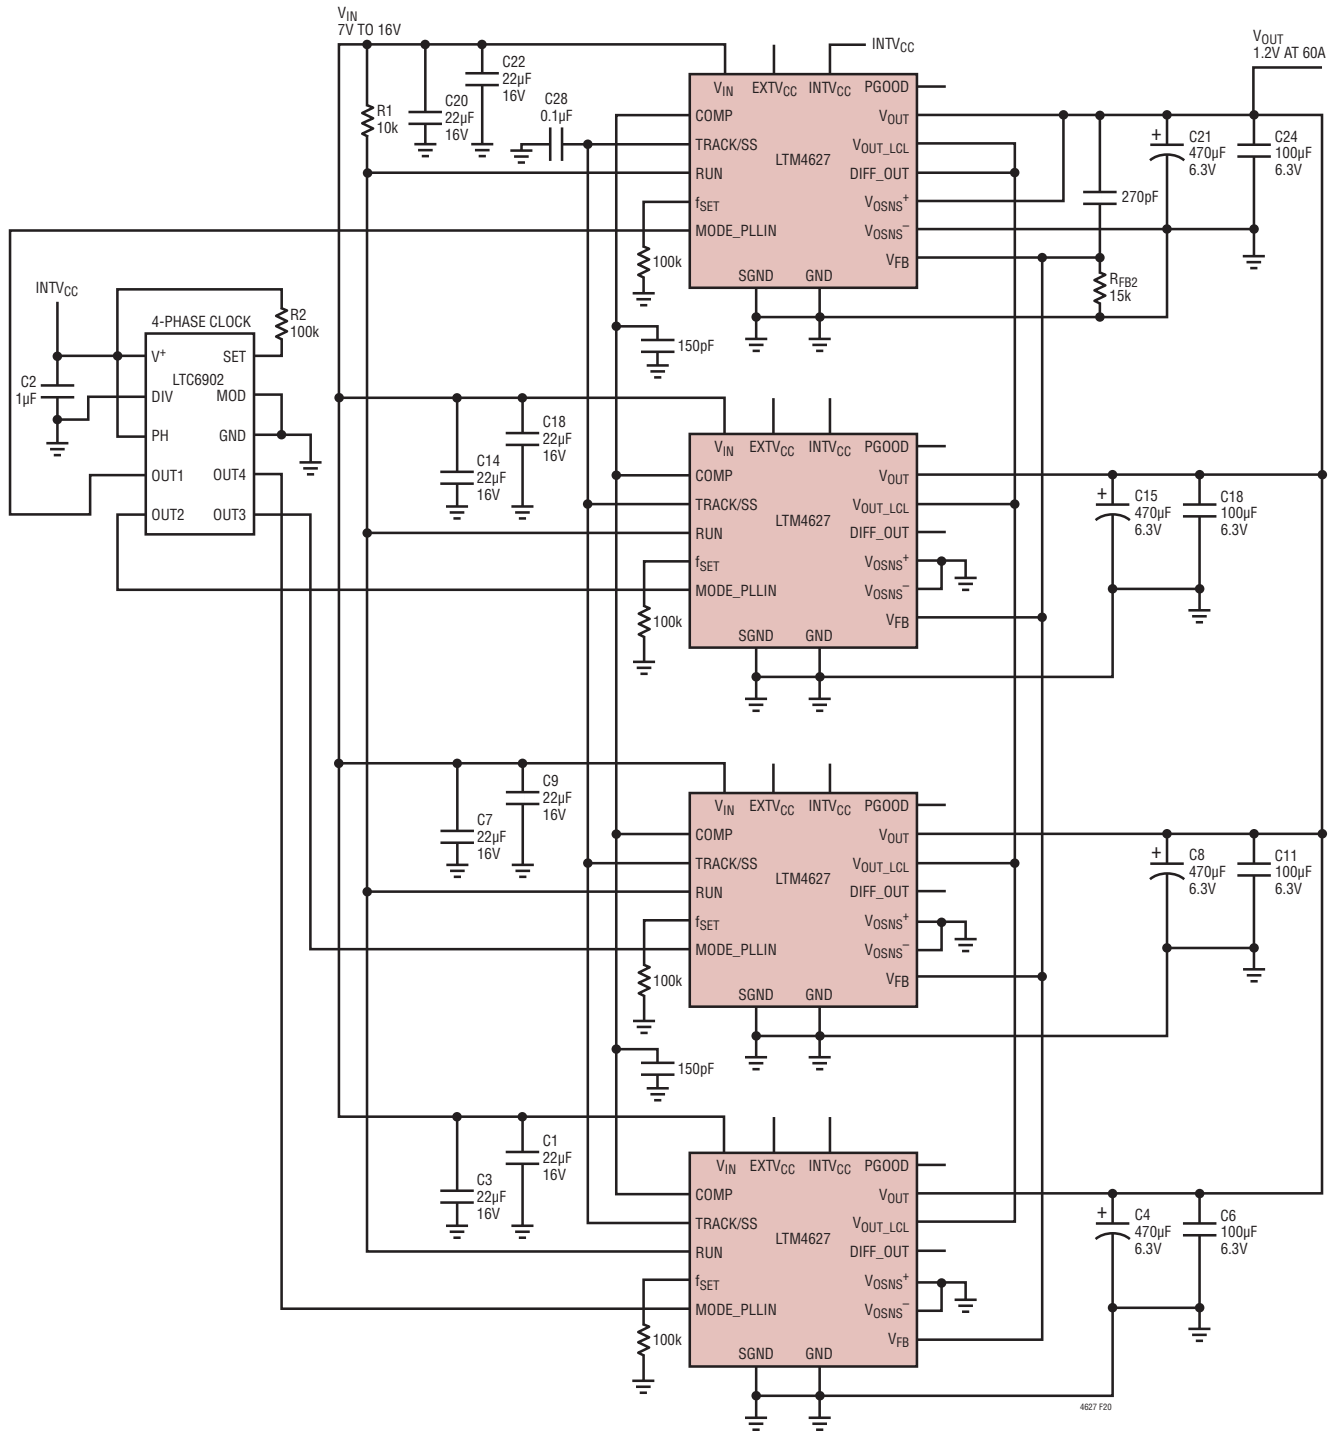 VIN
7V TO 16V
C22
22µF
16V
C20
22µF
16V
R1
10k
C28
0.1µF
INTVCC
VOUT
1.2V AT 60A
VIN
EXTVCC
INTVCC
PGOOD
COMP
VOUT
TRACK/SS
VOUT_LCL
LTM4627
RUN
DIFF_OUT
fSET
VOSNS+
MODE_PLLIN
VOSNS–
VFB
SGND
GND
100k
+
C21
470µF
6.3V
C24
100µF
6.3V
270pF
RFB2
15k
150pF
INTVCC
R2
100k
4-PHASE CLOCK
C2
1µF
V+
SET
LTC6902
DIV
MOD
PH
GND
OUT1
OUT4
OUT2
OUT3
C18
22µF
16V
C14
22µF
16V
VIN
EXTVCC
INTVCC
PGOOD
COMP
VOUT
TRACK/SS
VOUT_LCL
LTM4627
RUN
DIFF_OUT
fSET
VOSNS+
MODE_PLLIN
VOSNS–
VFB
SGND
GND
100k
+
C15
470µF
6.3V
C18
100µF
6.3V
C9
22µF
16V
C7
22µF
16V
VIN
EXTVCC
INTVCC
PGOOD
COMP
VOUT
TRACK/SS
VOUT_LCL
LTM4627
RUN
DIFF_OUT
fSET
VOSNS+
MODE_PLLIN
VOSNS–
VFB
SGND
GND
100k
+
C8
470µF
6.3V
C11
100µF
6.3V
150pF
C1
22µF
16V
C3
22µF
16V
VIN
EXTVCC
INTVCC
PGOOD
COMP
VOUT
TRACK/SS
VOUT_LCL
LTM4627
RUN
DIFF_OUT
fSET
VOSNS+
MODE_PLLIN
VOSNS–
VFB
SGND
GND
100k
+
C4
470µF
6.3V
C6
100µF
6.3V
4627 F20